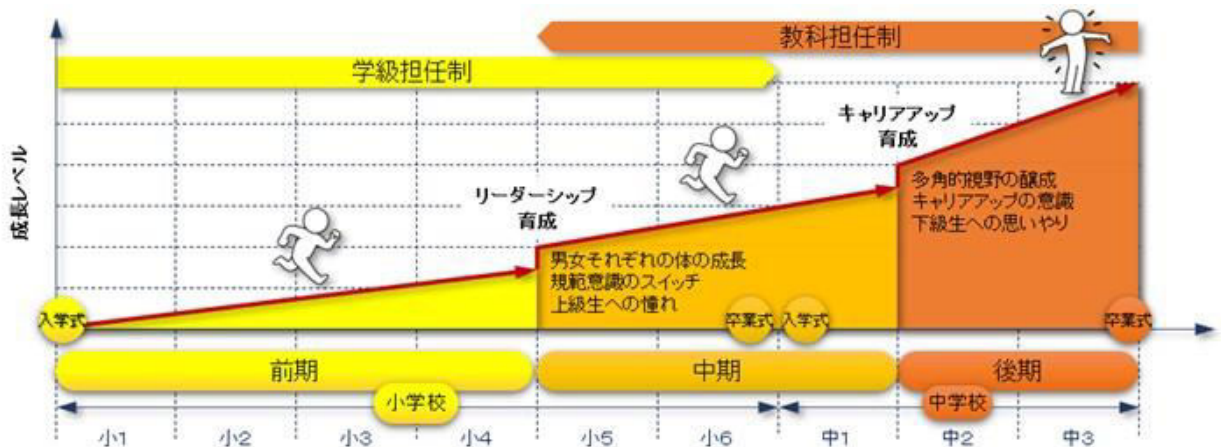 教科担任制
学級担任制
成長レベル
キャリアアップ
育成
リーダーシップ
育成
多角的視野の醸成
キャリアアップの意識
下級生への思いやり
男女それぞれの体の成長
規範意識のスイッチ
上級生への憧れ
入学式
卒業式
入学式
卒業式
前期
中期
後期
小学校
中学校
小1
小2
小3
小4
小5
小6
中1
中2
中3